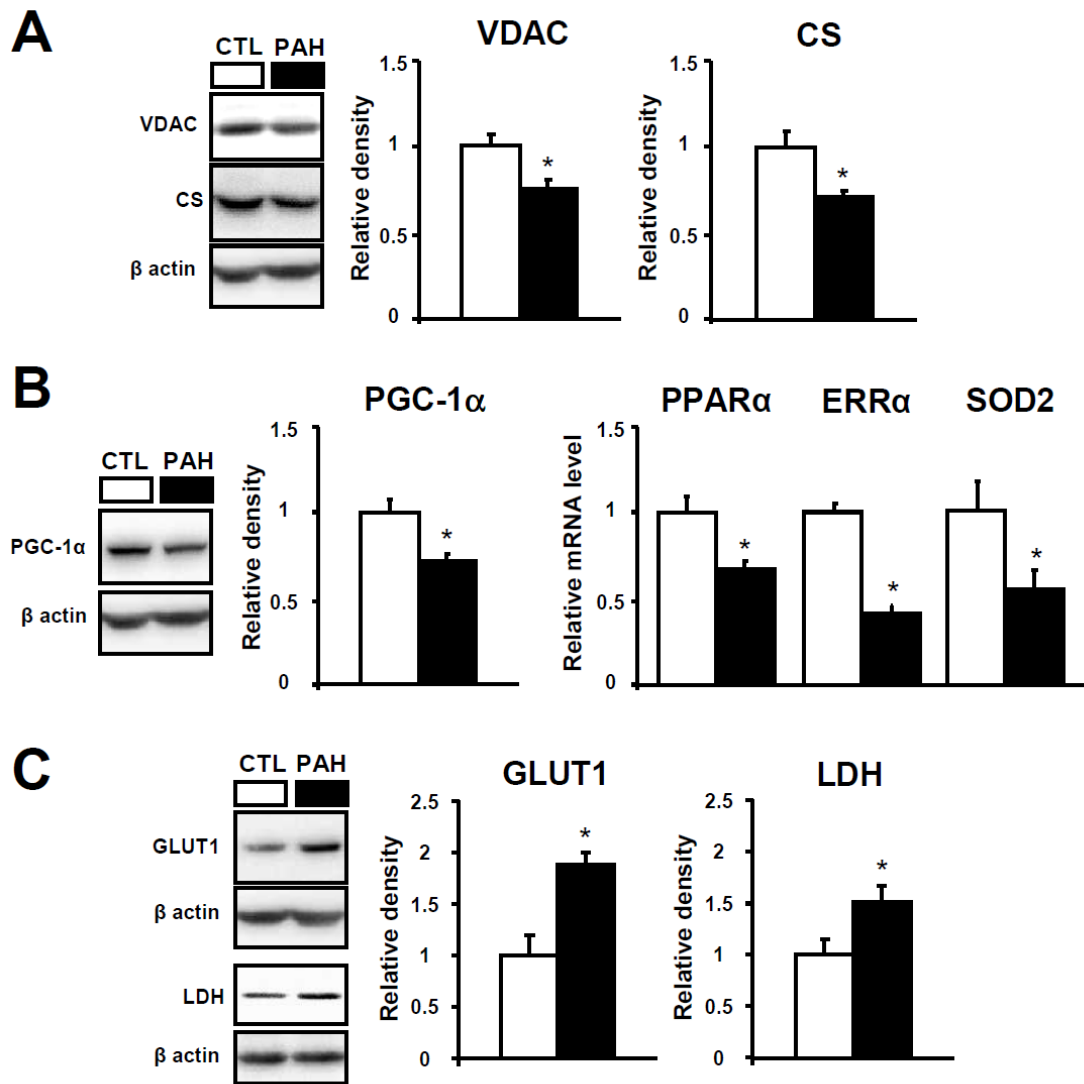 A
CTL PAH
VDAC
CS
β actin
VDAC
Relative density
1.5
1
0.5
0
*
CS
Relative density
1.5
1
0.5
0
*
B
CTL PAH
PGC-1α
β actin
PGC-1α
Relative density
1.5
1
0.5
0
*
PPARα ERRα SOD2
Relative mRNA level
1.5
1
0.5
0
* * *
C
CTL PAH
GLUT1
β actin
LDH
β actin
GLUT1
Relative density
2.5
2
1.5
1
0.5
0
*
LDH
Relative density
2.5
2
1.5
1
0.5
0
*